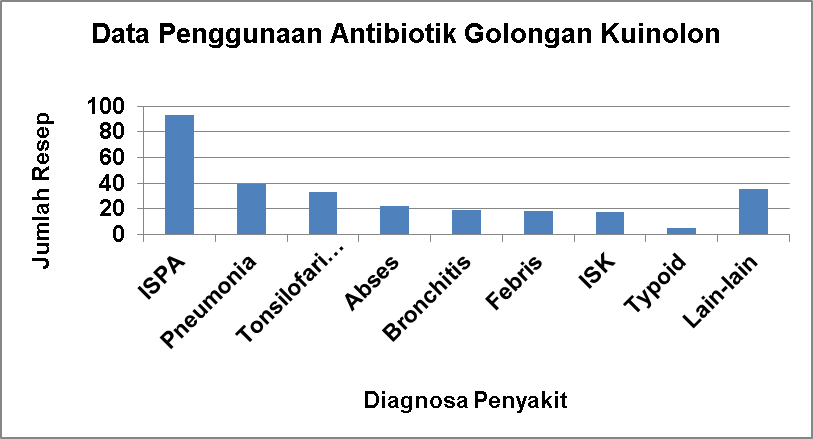 Data Penggunaan Antibiotik Golongan Kuinolon
Jumlah Resep
100
80
60
40
20
0
ISPA
Pneumonia
Tonsilofari...
Abses
Bronchitis
Febris
ISK
Typoid
Lain-lain
Diagnosa Penyakit